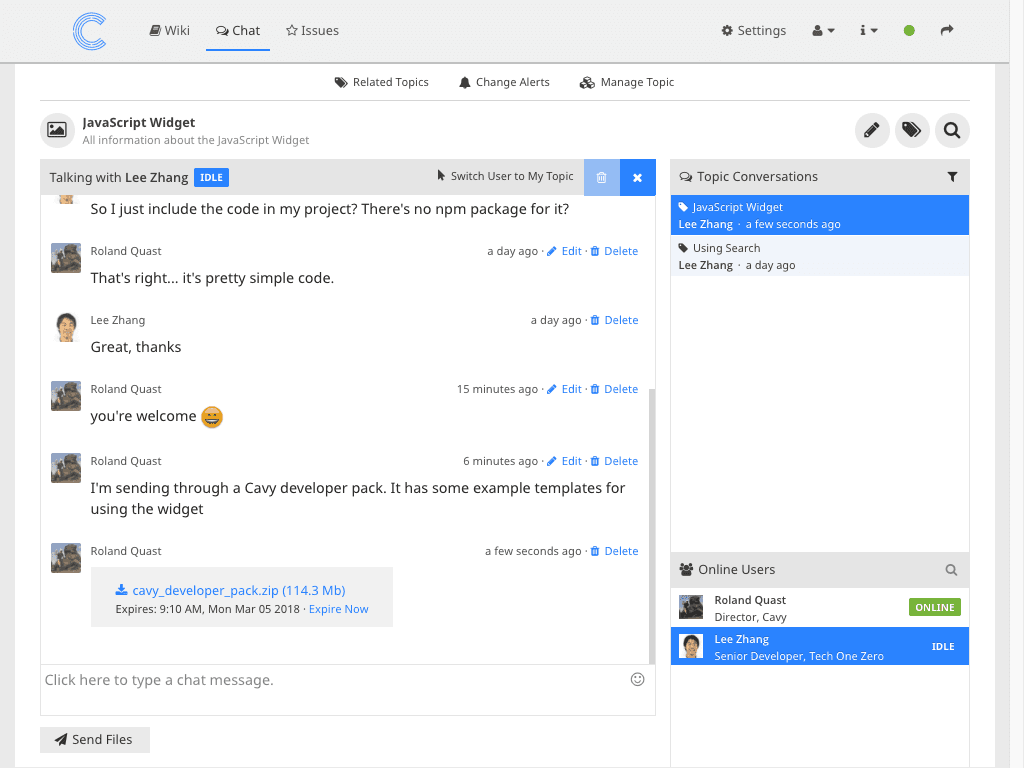 Wiki
Chat
Issues
Settings
Related Topics
Change Alerts
Manage Topic
JavaScript Widget
All information about the JavaScript Widget
Talking with Lee Zhang IDLE
Switch User to My Topic
So I just include the code in my project? There's no npm package for it?
Roland Quast
a day ago · Edit · Delete
That's right... it's pretty simple code.
Lee Zhang
a day ago · Delete
Great, thanks
Roland Quast
15 minutes ago · Edit · Delete
you're welcome
Roland Quast
6 minutes ago · Edit · Delete
I'm sending through a Cavy developer pack. It has some example templates for
using the widget
Roland Quast
a few seconds ago · Delete
cavy_developer_pack.zip (114.3 Mb)
Expires: 9:10 AM, Mon Mar 05 2018 · Expire Now
Click here to type a chat message.
Send Files
Topic Conversations
JavaScript Widget
Lee Zhang · a few seconds ago
Using Search
Lee Zhang · a day ago
Online Users
Roland Quast
Director, Cavy
ONLINE
Lee Zhang
Senior Developer, Tech One Zero
IDLE